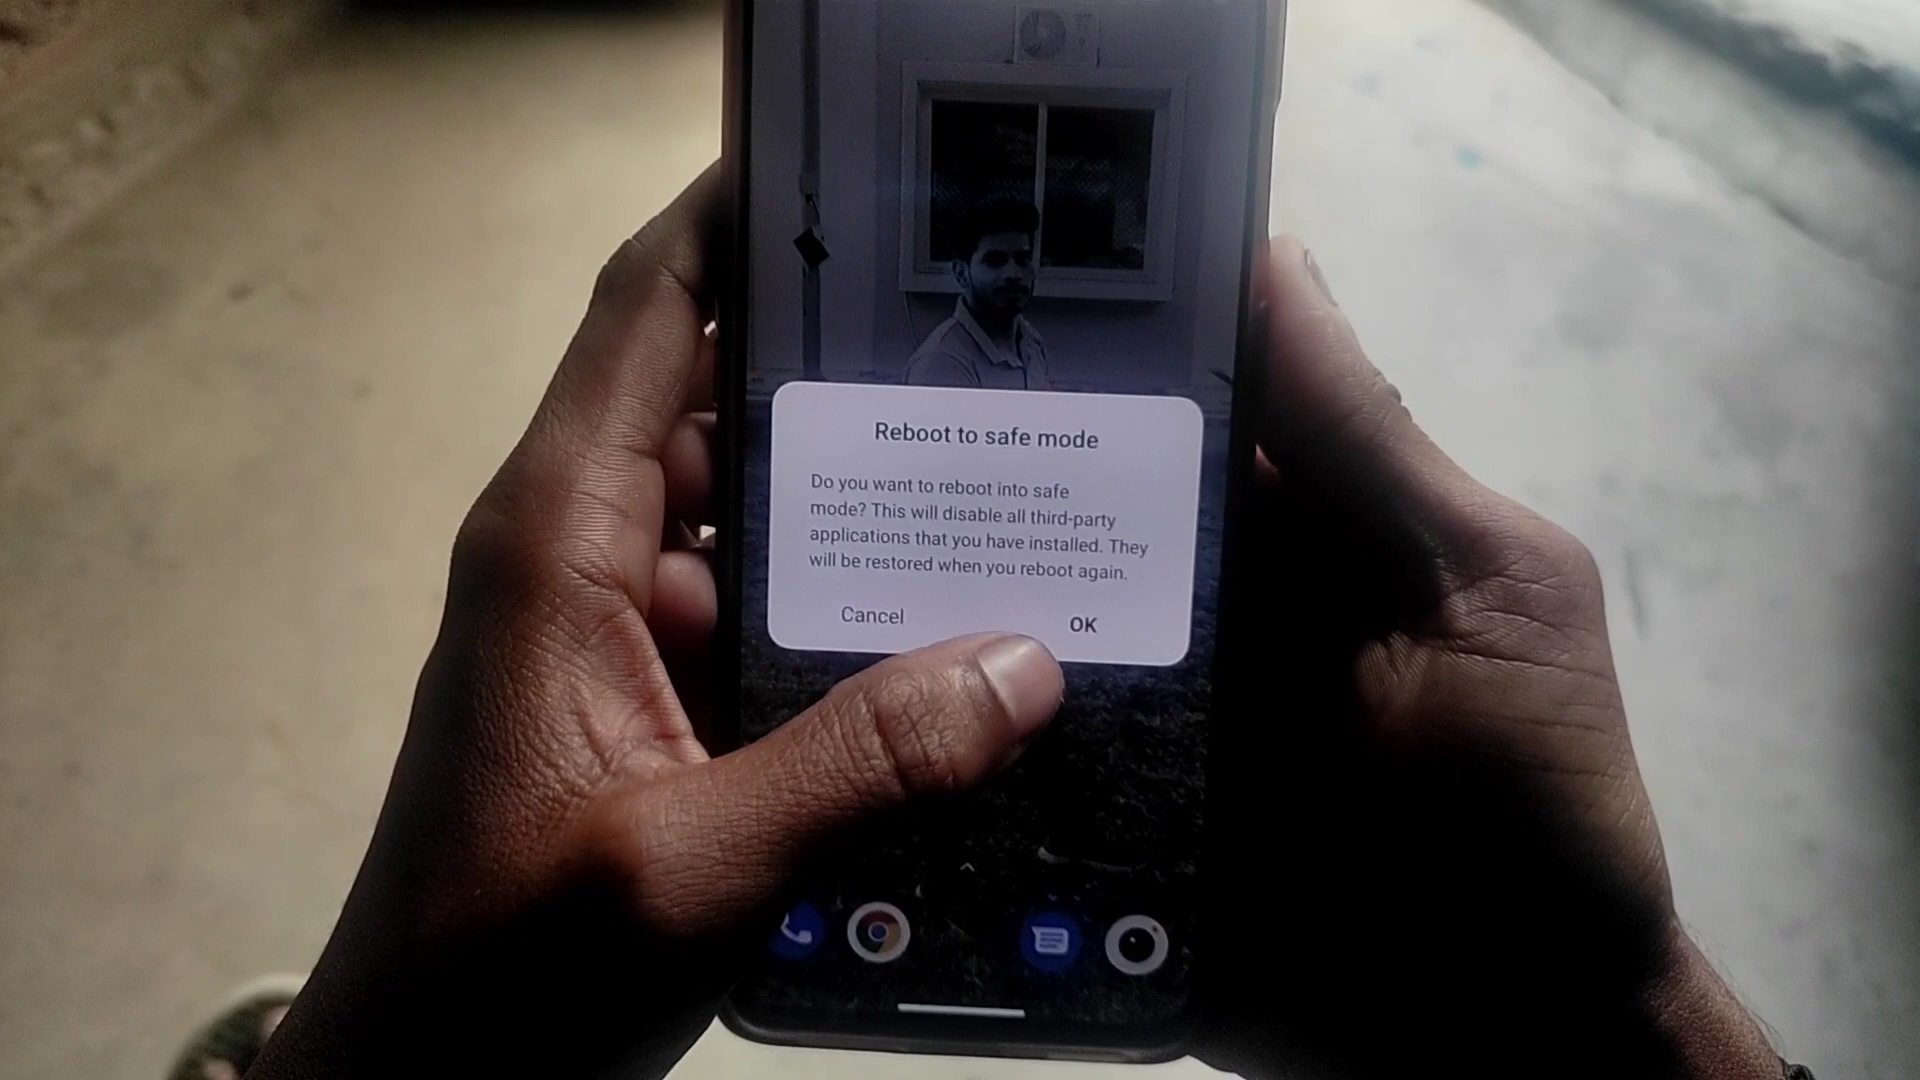 Reboot to safe mode
Do you want to reboot into safe
mode? This will disable all third-party
applications that you have installed. They
will be restored when you reboot again.
Cancel
OK